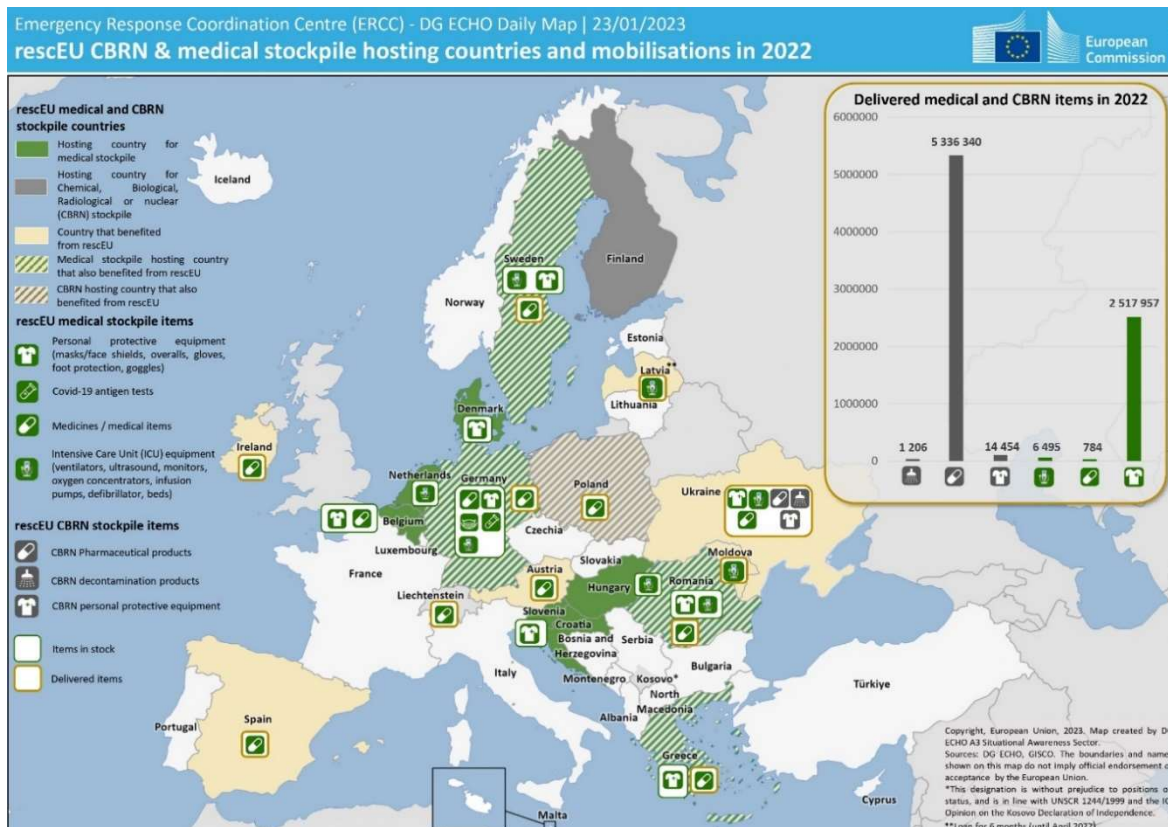 Emergency Response Coordination Centre (ERCC) - DG ECHO Daily Map | 23/01/2023
rescEU CBRN & medical stockpile hosting countries and mobilisations in 2022
European
Commission
rescEU medical and CBRN
stockpile countries
Hosting country for
medical stockpile
Hosting country for
Chemical, Biological,
Radiological or nuclear
(CBRN) stockpile
Country that benefited
from rescEU
Medical stockpile hosting country
that also benefited from rescEU
CBRN hosting country that also
benefited from rescEU
rescEU medical stockpile items
Personal protective equipment
(masks/face shields, overalls, gloves,
foot protection, goggles)
Covid-19 antigen tests
Medicines / medical items
Intensive Care Unit (ICU) equipment
(ventilators, ultrasound, monitors,
oxygen concentrators, infusion
pumps, defibrillator, beds)
rescEU CBRN stockpile items
CBRN Pharmaceutical products
CBRN decontamination products
CBRN personal protective equipment
Items in stock
Delivered items
Delivered medical and CBRN items in 2022
6000000
5000000
4000000
3000000
2000000
1000000
0
1 206
5 336 340
14 454
6 495
784
2 517 957
Iceland
Sweden
Finland
Norway
Estonia
Latvia**
Lithuania
Denmark
Ireland
Netherlands
Germany
Poland
Ukraine
Belgium
Czechia
Luxembourg
Slovakia
Moldova
France
Austria
Hungary
Romania
Liechtenstein
Slovenia
Croatia
Bosnia and
Herzegovina
Serbia
Italy
Montenegro
Kosovo*
Bulgaria
North
Macedonia
Türkiye
Albania
Portugal
Spain
Greece
Malta
Cyprus
Copyright, European Union, 2023. Map created by DG
ECHO A3 Situational Awareness Sector.
Sources: DG ECHO, GISCO. The boundaries and name
shown on this map do not imply official endorsement o
acceptance by the European Union.
*This designation is without prejudice to positions o
status, and is in line with UNSCR 1244/1999 and the IC
Opinion on the Kosovo Declaration of Independence.
**Loan for 6 months (until April 2022)